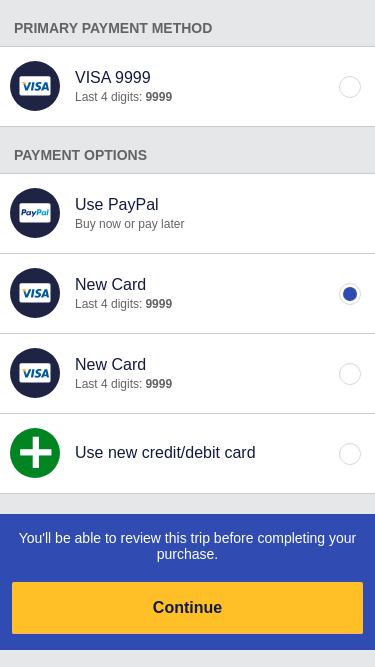 PRIMARY PAYMENT METHOD
VISA
VISA 9999
Last 4 digits: 9999
PAYMENT OPTIONS
PayPal
Use PayPal
Buy now or pay later
VISA
New Card
Last 4 digits: 9999
VISA
New Card
Last 4 digits: 9999
Use new credit/debit card
You'll be able to review this trip before completing your
purchase.
Continue